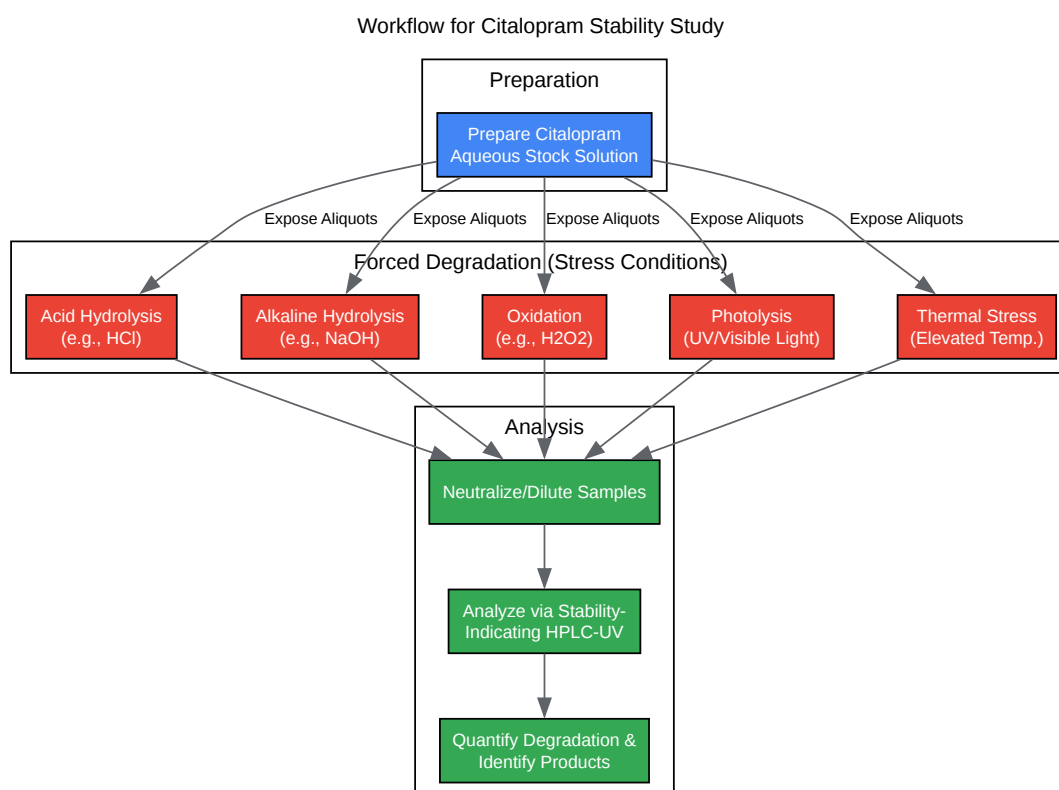 Workflow for Citalopram Stability Study
Preparation
Prepare Citalopram
Aqueous Stock Solution
Expose Aliquots
Expose Aliquots
Expose Aliquots
Expose Aliquots
Expose Aliquots
Forced Degradation (Stress Conditions)
Acid Hydrolysis
(e.g., HCl)
Alkaline Hydrolysis
(e.g., NaOH)
Oxidation
(e.g., H2O2)
Photolysis
(UV/Visible Light)
Thermal Stress
(Elevated Temp.)
Analysis
Neutralize/Dilute Samples
Analyze via Stability-
Indicating HPLC-UV
Quantify Degradation &
Identify Products